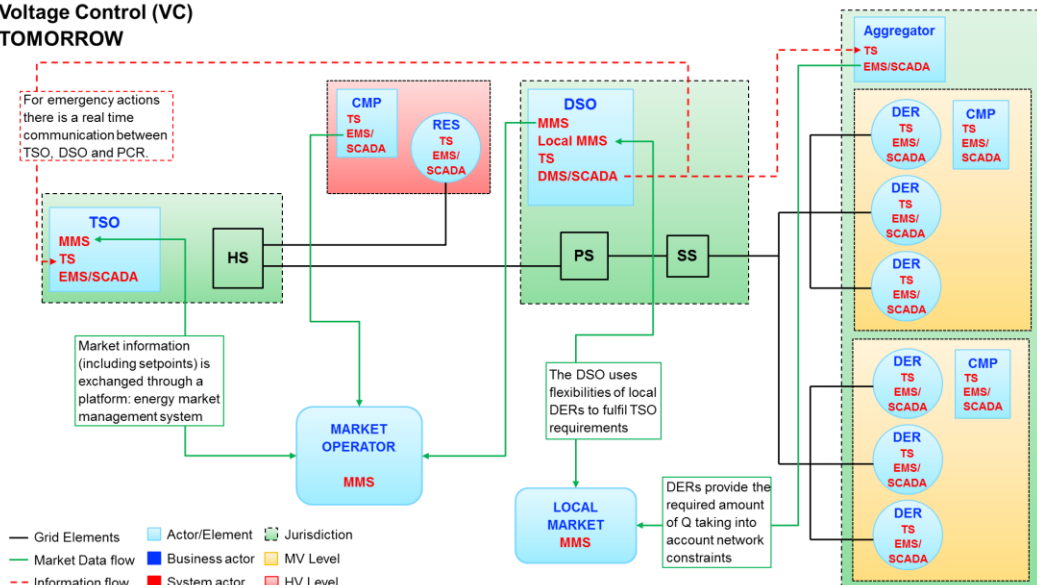 Voltage Control (VC)
TOMORROW
For emergency actions
there is a real time
communication between
TSO, DSO and PCR.
CMP
TS
EMS/
SCADA
RES
TS
EMS/
SCADA
DSO
MMS
Local MMS
TS
DMS/SCADA
Aggregator
TS
EMS/SCADA
DER
TS
EMS/
SCADA
CMP
TS
EMS/
SCADA
DER
TS
EMS/
SCADA
DER
TS
EMS/
SCADA
TSO
MMS
TS
EMS/SCADA
HS
PS
SS
Market information
(including setpoints) is
exchanged through a
platform: energy market
management system
MARKET
OPERATOR
MMS
The DSO uses
flexibilities of local
DERs to fulfil TSO
requirements
LOCAL
MARKET
MMS
DERs provide the
required amount
of Q taking into
account network
constraints
DER
TS
EMS/
SCADA
CMP
TS
EMS/
SCADA
DER
TS
EMS/
SCADA
DER
TS
EMS/
SCADA
Grid Elements
Actor/Element
Jurisdiction
Market Data flow
Business actor
MV Level
Information flow
System actor
HV Level